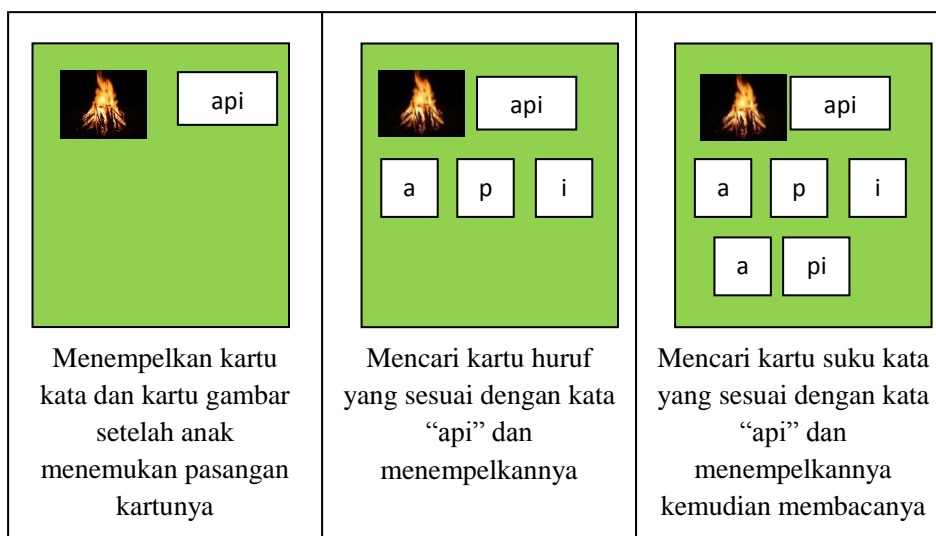 api
Menempelkan kartu
kata dan kartu gambar
setelah anak
menemukan pasangan
kartunya
api
a p i
Mencari kartu huruf
yang sesuai dengan kata
“api” dan
menempelkannya
api
a p i
a pi
Mencari kartu suku kata
yang sesuai dengan kata
“api” dan
menempelkannya
kemudian membacanya